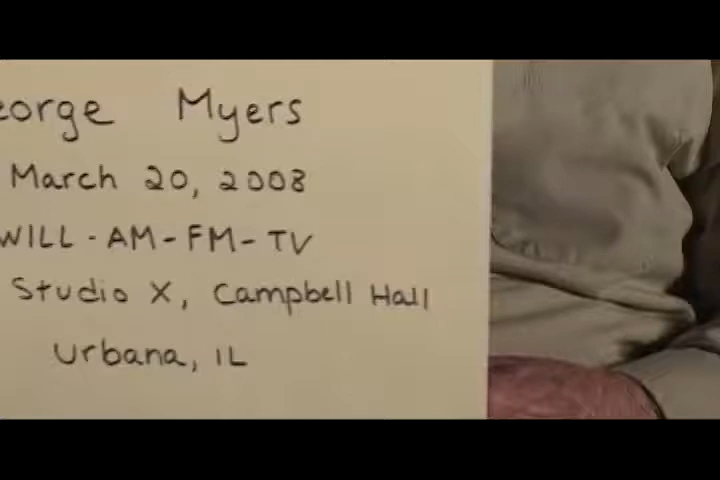 eorge Myers
March 20, 2008
WILL-AM-FM-TV
Studio X, Campbell Hall
Urbana, IL